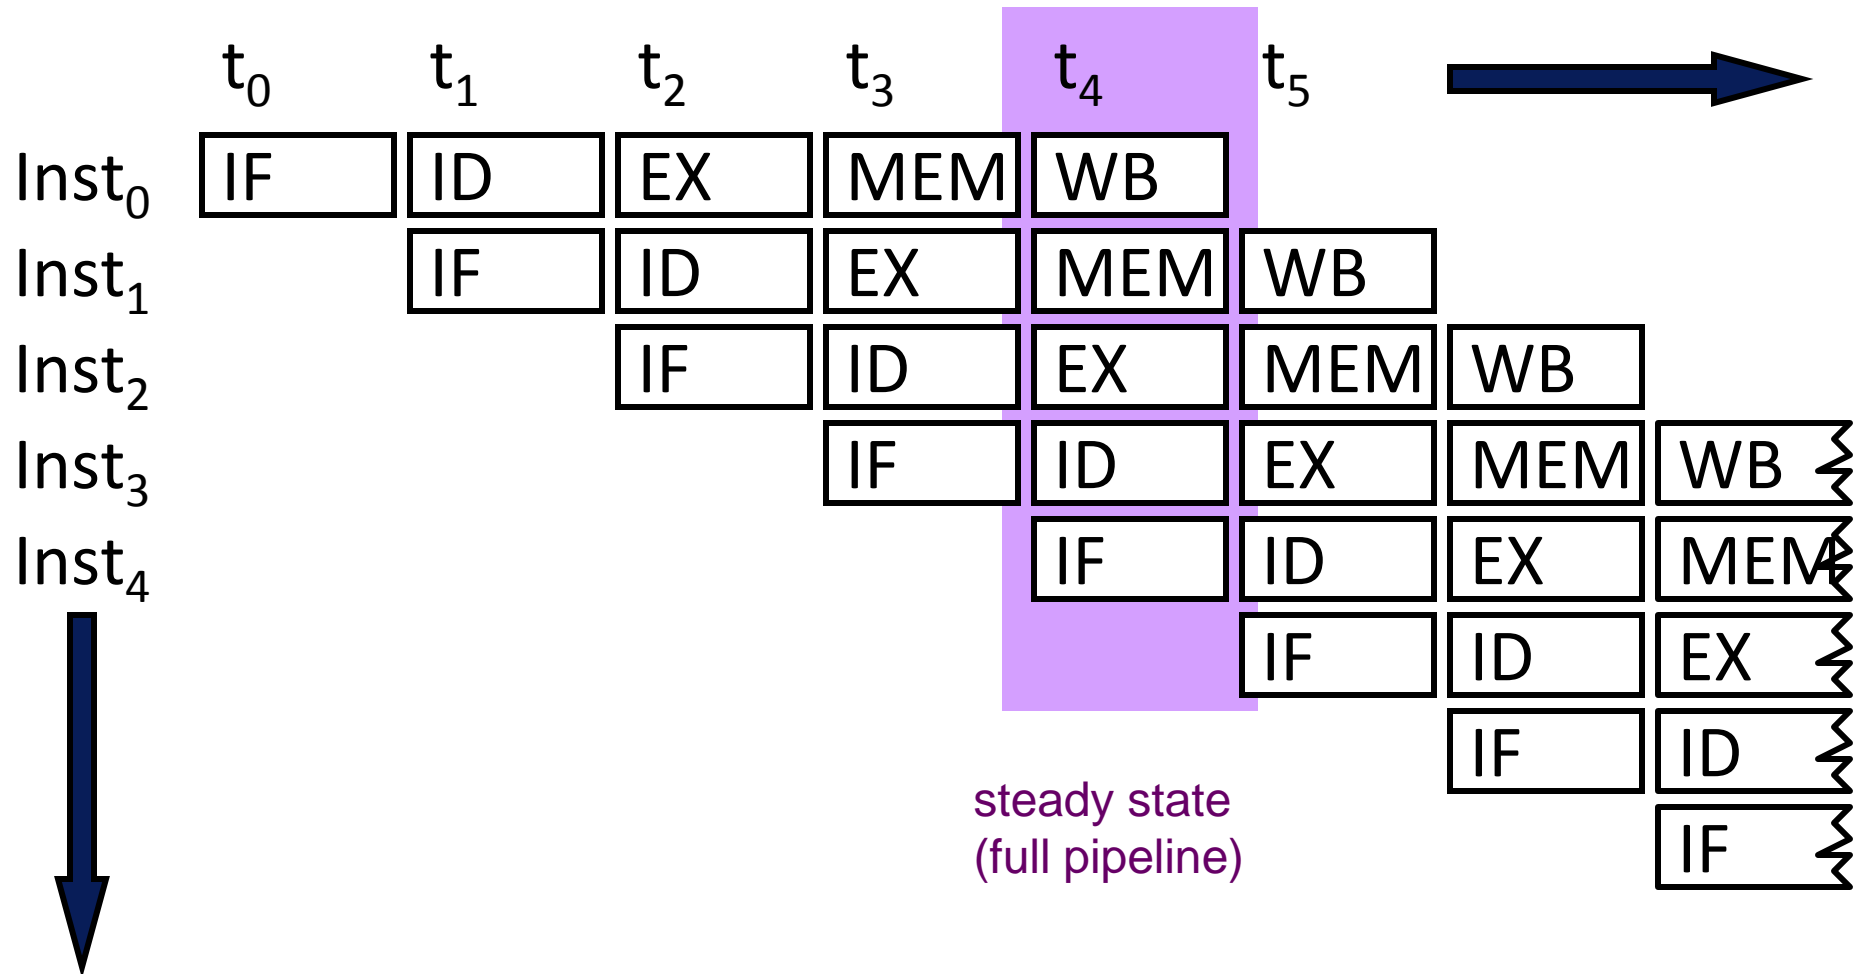 t₀ t₁ t₂ t₃ t₄ t₅
Inst₀ IF ID EX MEM WB
Inst₁ IF ID EX MEM WB
Inst₂ IF ID EX MEM WB
Inst₃ IF ID EX MEM WB
Inst₄ IF ID EX MEM
IF ID EX
IF ID
IF
steady state
(full pipeline)